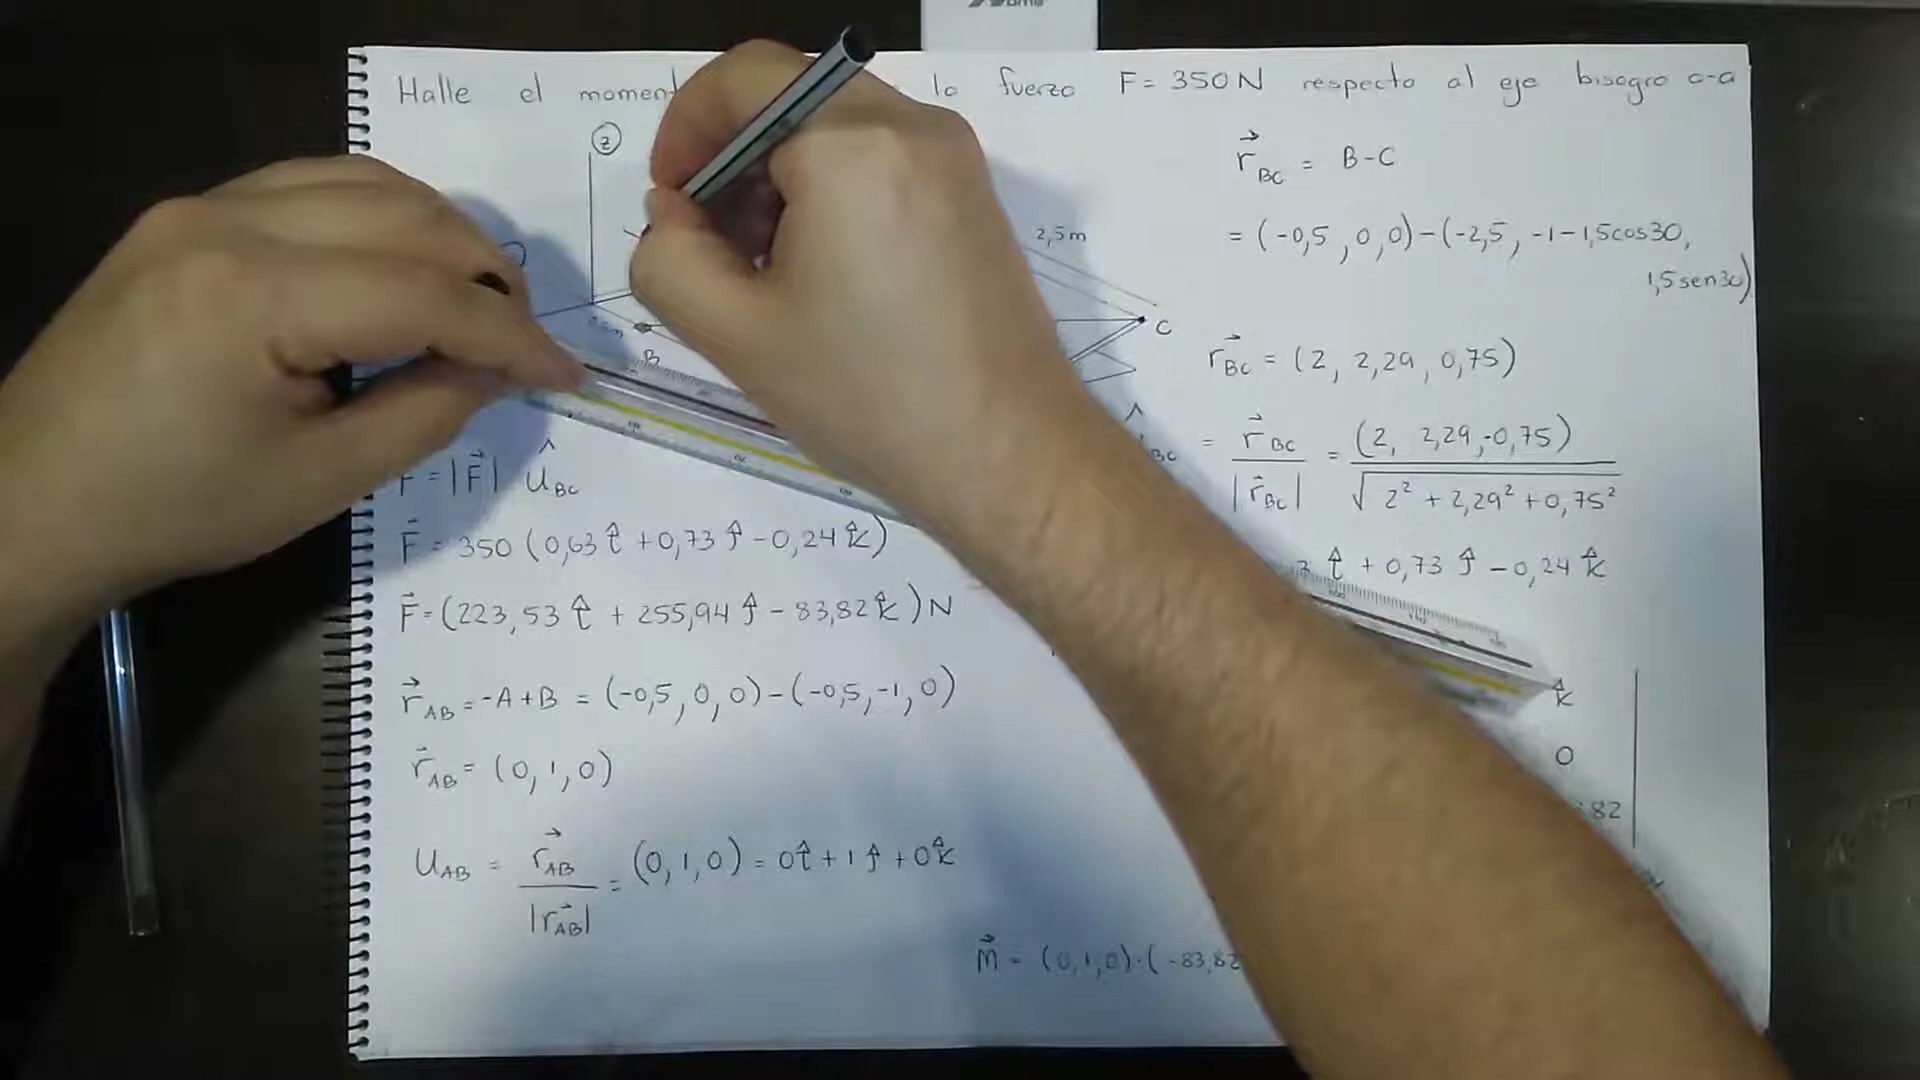 Halle el moment lo fuerza F = 350 N respecto al eje bisagra a-a
z
2,5m
C
B
r⃗BC = B-C
= (-0,5 , 0, 0) - (-2,5 , -1-1,5cos30,
1,5sen30)
r⃗BC = (2, 2,29, 0,75)
BC = r⃗BC / |r⃗BC| = (2, 2,29, -0,75) / √2² + 2,29² + 0,75²
î + 0,73 ĵ - 0,24 k̂
F = |F⃗| ûBC
F⃗ = 350 (0,63 î + 0,73 ĵ - 0,24 k̂)
F⃗ = (223,53 î + 255,94 ĵ - 83,82 k̂) N
r⃗AB = -A+B = (-0,5, 0, 0) - (-0,5, -1, 0)
r⃗AB = (0, 1, 0)
UAB = r⃗AB / |r⃗AB| = (0, 1, 0) = 0î + 1ĵ + 0k̂
k̂
0
82
m⃗ = (0,1,0)·(-83,82